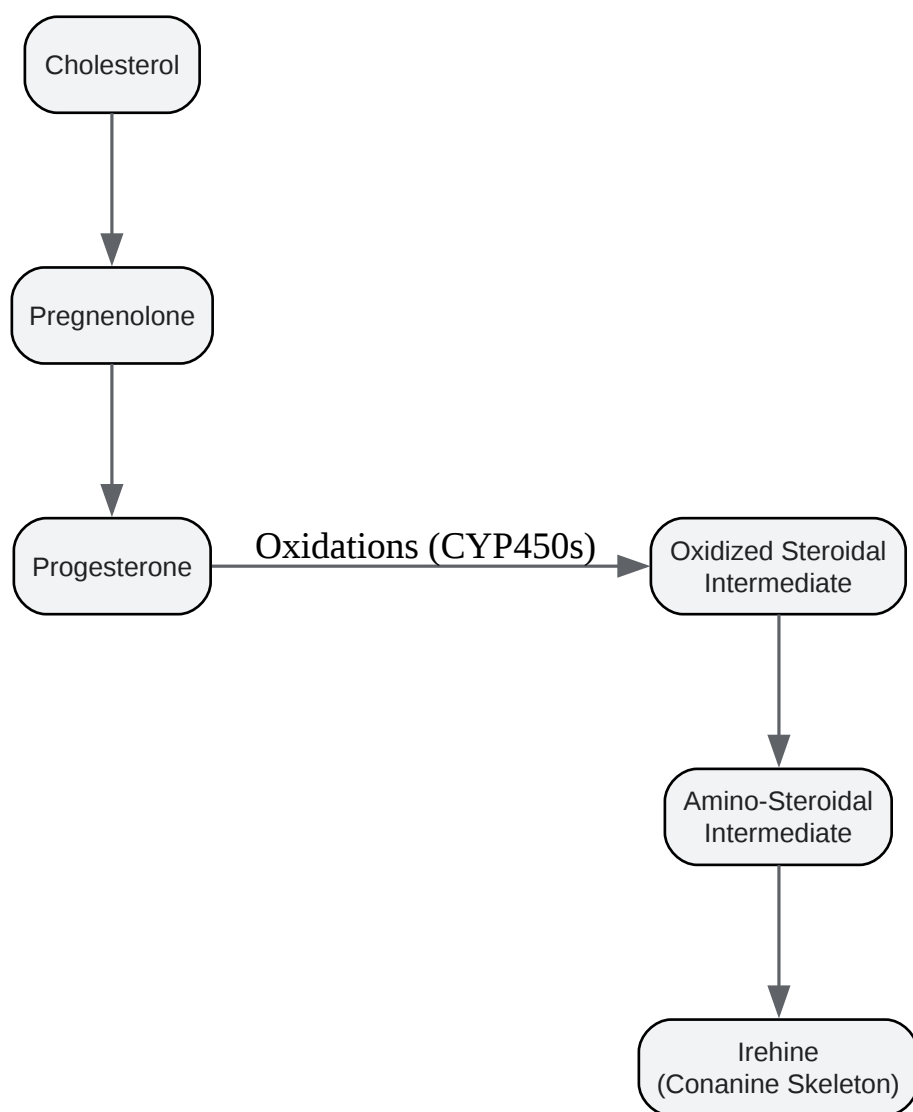 Cholesterol
Pregnenolone
Progesterone
Oxidations (CYP450s)
Oxidized Steroidal
Intermediate
Amino-Steroidal
Intermediate
Irehine
(Conanine Skeleton)